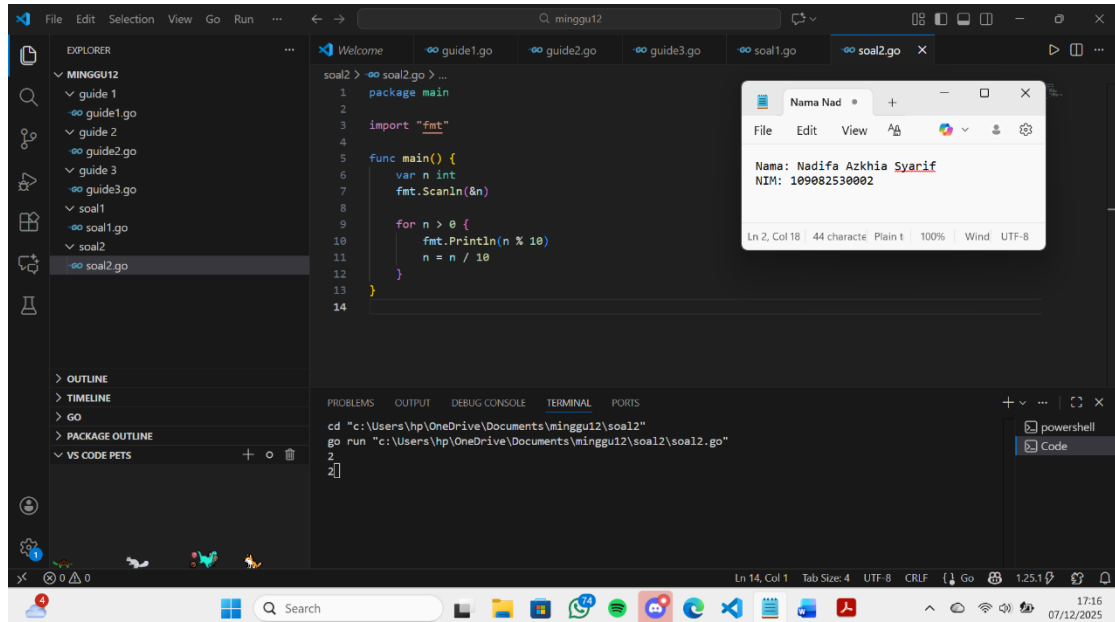 File Edit Selection View Go Run ... minggu12
EXPLORER ...
MINGGU12
guide 1
guide1.go
guide 2
guide2.go
guide 3
guide3.go
soal1
soal1.go
soal2
soal2.go
OUTLINE
TIMELINE
GO
PACKAGE OUTLINE
VS CODE PETS
Welcome guide1.go guide2.go guide3.go soal1.go soal2.go
soal2 > soal2.go > ...
1 package main
2
3 import "fmt"
4
5 func main() {
6 var n int
7 fmt.Scanln(&n)
8
9 for n > 0 {
10 fmt.Println(n % 10)
11 n = n / 10
12 }
13 }
14
Nama Nad
File Edit View
Nama: Nadifa Azkhia Syarif
NIM: 109082530002
Ln 2, Col 18 44 characte Plain t 100% Wind UTF-8
PROBLEMS OUTPUT DEBUG CONSOLE TERMINAL PORTS
cd "c:\Users\hp\OneDrive\Documents\minggu12\soal2"
go run "c:\Users\hp\OneDrive\Documents\minggu12\soal2\soal2.go"
2
2
powershell
Code
0 0 Ln 14, Col 1 Tab Size: 4 UTF-8 CRLF Go 1.25.1
4 Search 74 17:16
07/12/2025